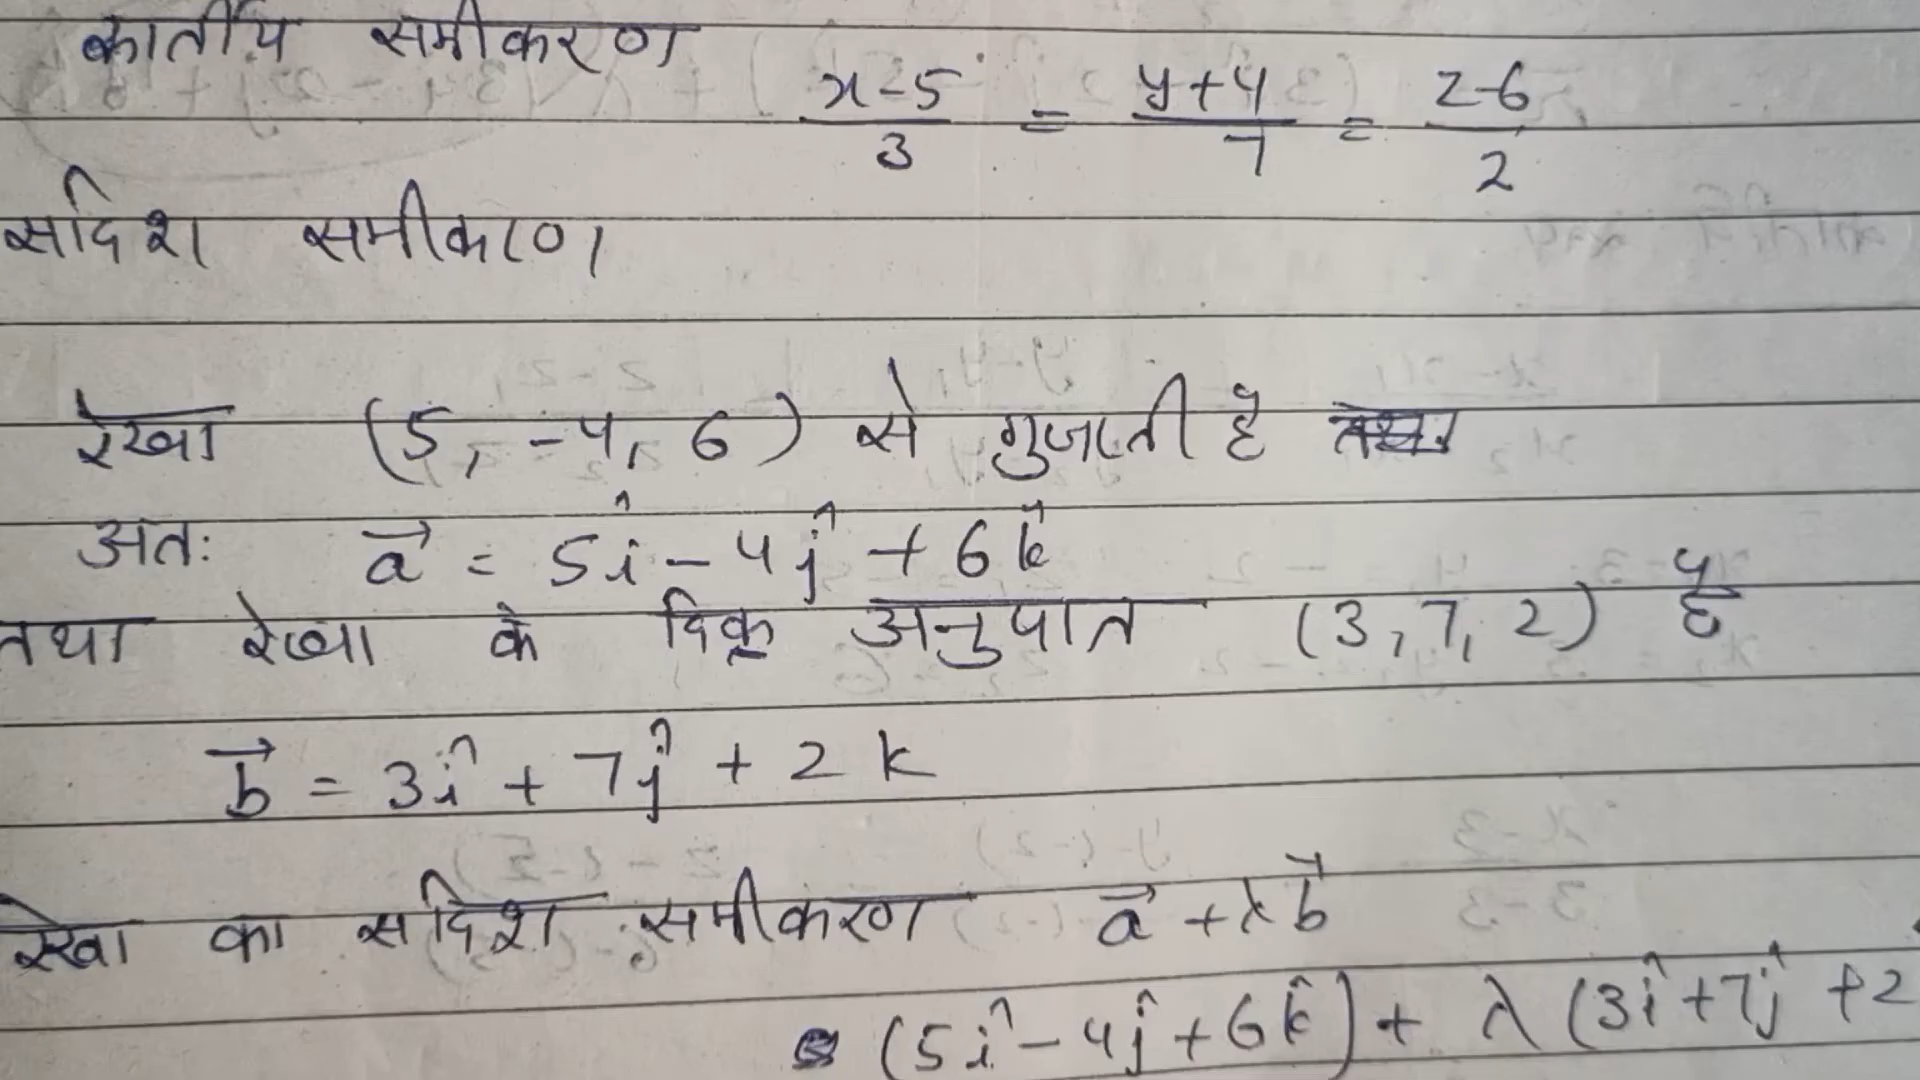 कार्तीय समीकरण
x-5/3 = y+4/7 = z-6/2
सदिश समीकरण
रेखा (5, -4, 6) से गुजरती है
अतः a⃗ = 5î - 4ĵ + 6k̂
तथा रेखा के दिक् अनुपात (3, 7, 2) है
b⃗ = 3î + 7ĵ + 2k
रेखा का सदिश समीकरण a⃗ + λb⃗
(5î - 4ĵ + 6k̂) + λ (3î + 7ĵ + 2